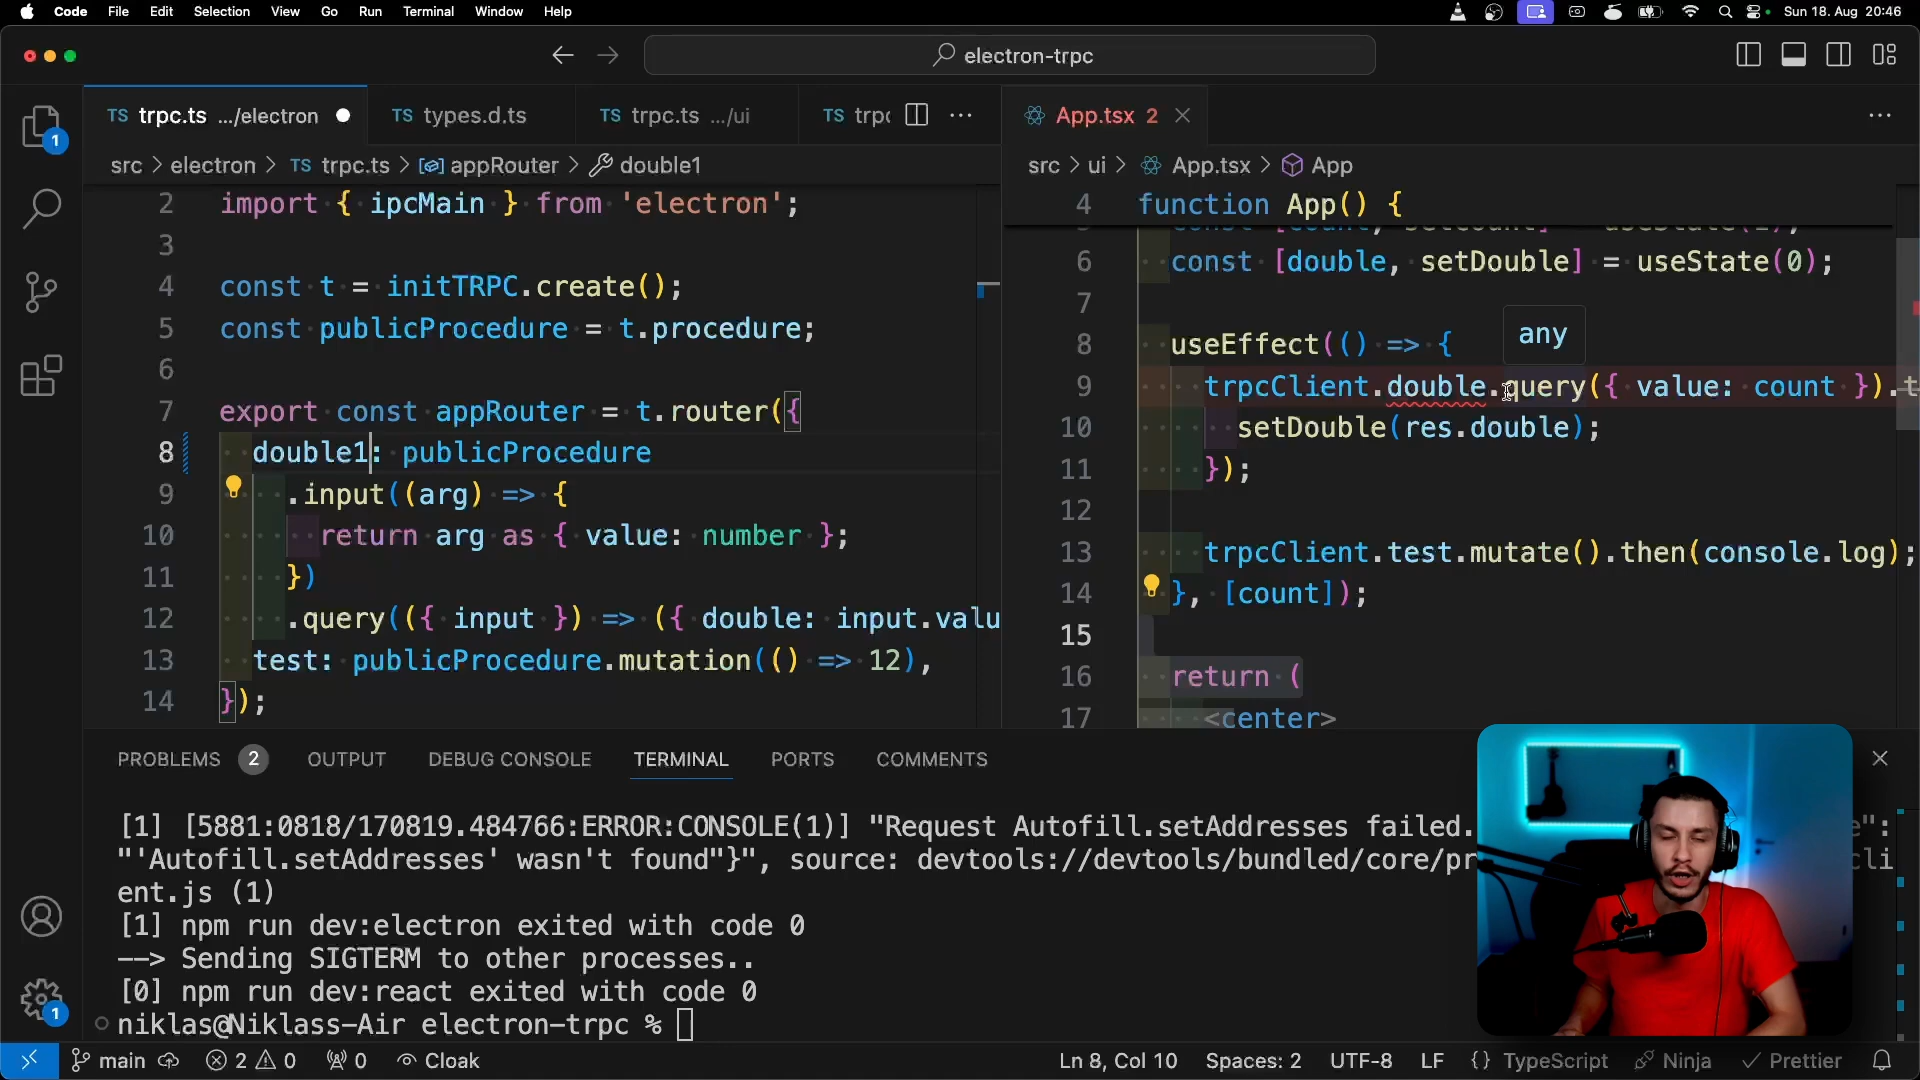 Code File Edit Selection View Go Run Terminal Window Help Sun 18. Aug 20:46
electron-trpc
TS trpc.ts .../electron TS types.d.ts TS trpc.ts .../ui TS trpc
1
src > electron > TS trpc.ts > appRouter > double1
2 import { ipcMain } from 'electron';
3
4 const t = initTRPC.create();
5 const publicProcedure = t.procedure;
6
7 export const appRouter = t.router({
8 double1: publicProcedure
9 .input((arg) => {
10 return arg as { value: number };
11 })
12 .query(({ input }) => ({ double: input.valu
13 test: publicProcedure.mutation(() => 12),
14 });
App.tsx 2
src > ui > App.tsx > App
4 function App() {
6 const [double, setDouble] = useState(0);
7
any
8 useEffect(() => {
9 trpcClient.double.query({ value: count }).t
10 setDouble(res.double);
11 });
12
13 trpcClient.test.mutate().then(console.log);
14 }, [count]);
15
16 return (
17 <center>
PROBLEMS 2 OUTPUT DEBUG CONSOLE TERMINAL PORTS COMMENTS
[1] [5881:0818/170819.484766:ERROR:CONSOLE(1)] "Request Autofill.setAddresses failed. e":
"'Autofill.setAddresses' wasn't found"}", source: devtools://devtools/bundled/core/pr cli
ent.js (1)
[1] npm run dev:electron exited with code 0
--> Sending SIGTERM to other processes..
[0] npm run dev:react exited with code 0
niklas@Niklass-Air electron-trpc %
1
main 2 0 0 Cloak Ln 8, Col 10 Spaces: 2 UTF-8 LF {} TypeScript Ninja Prettier